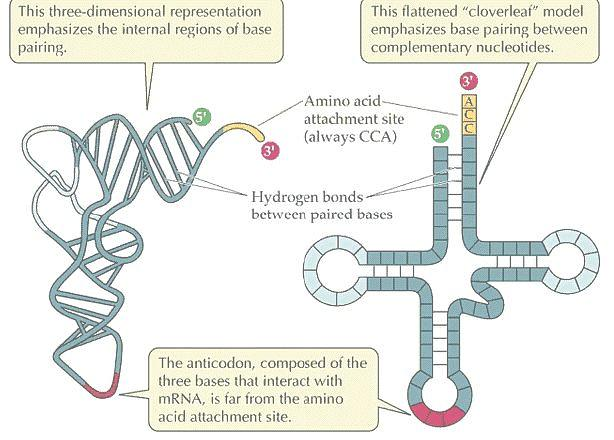 This three-dimensional representation
emphasizes the internal regions of base
pairing.
This flattened “cloverleaf” model
emphasizes base pairing between
complementary nucleotides.
3'
5'
Amino acid
attachment site
(always CCA)
A
C
C
5'
3'
Hydrogen bonds
between paired bases
The anticodon, composed of the
three bases that interact with
mRNA, is far from the amino
acid attachment site.